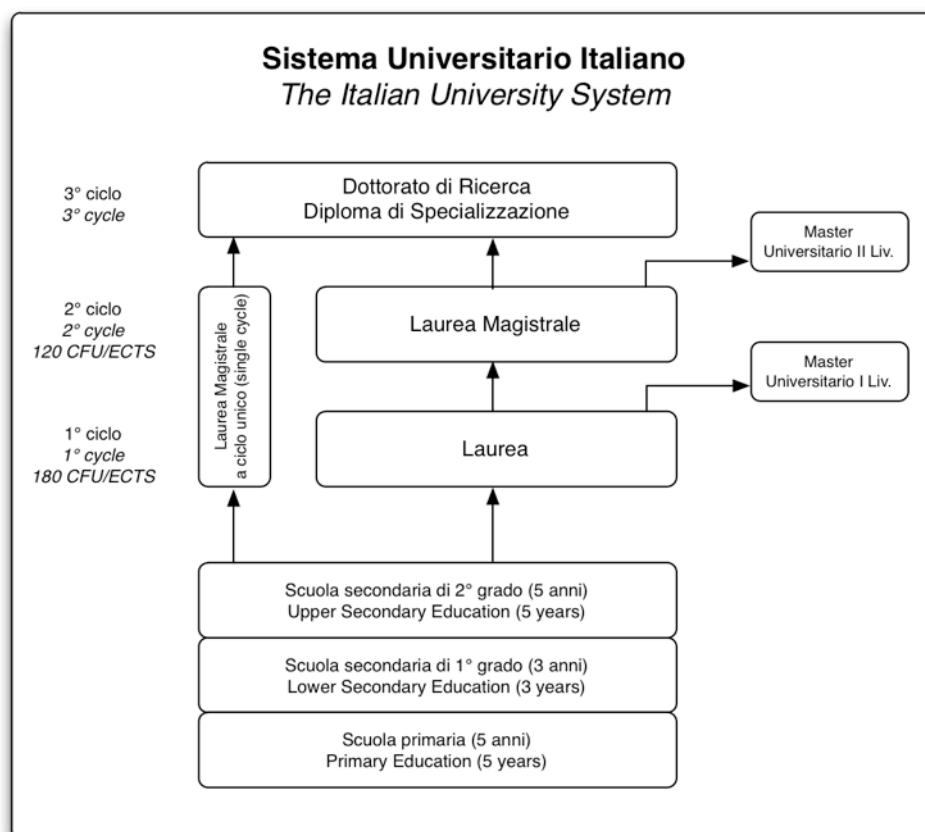 Sistema Universitario Italiano
The Italian University System
3° ciclo
3° cycle
Dottorato di Ricerca
Diploma di Specializzazione
Master
Universitario II Liv.
2° ciclo
2° cycle
120 CFU/ECTS
Laurea Magistrale
a ciclo unico (single cycle)
Laurea Magistrale
Master
Universitario I Liv.
1° ciclo
1° cycle
180 CFU/ECTS
Laurea
Scuola secondaria di 2° grado (5 anni)
Upper Secondary Education (5 years)
Scuola secondaria di 1° grado (3 anni)
Lower Secondary Education (3 years)
Scuola primaria (5 anni)
Primary Education (5 years)